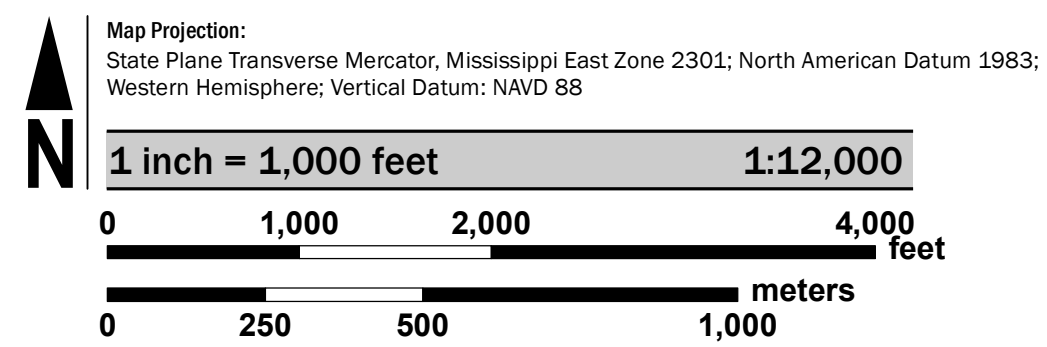 Map Projection:
State Plane Transverse Mercator, Mississippi East Zone 2301; North American Datum 1983;
Western Hemisphere; Vertical Datum: NAVD 88
N
1 inch = 1,000 feet 1:12,000
0 1,000 2,000 4,000
feet
meters
0 250 500 1,000